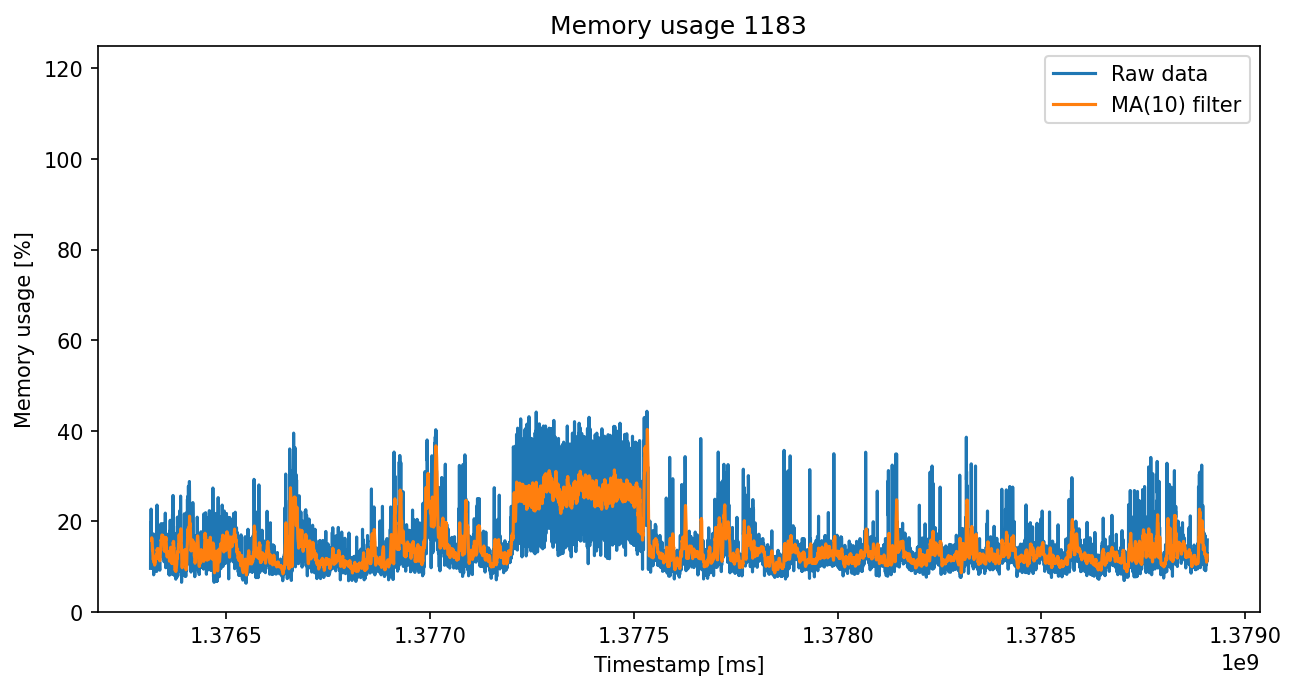 Memory usage 1183
Raw data
MA(10) filter
Memory usage [%]
120
100
80
60
40
20
0
1.3765 1.3770 1.3775 1.3780 1.3785 1.3790
1e9
Timestamp [ms]